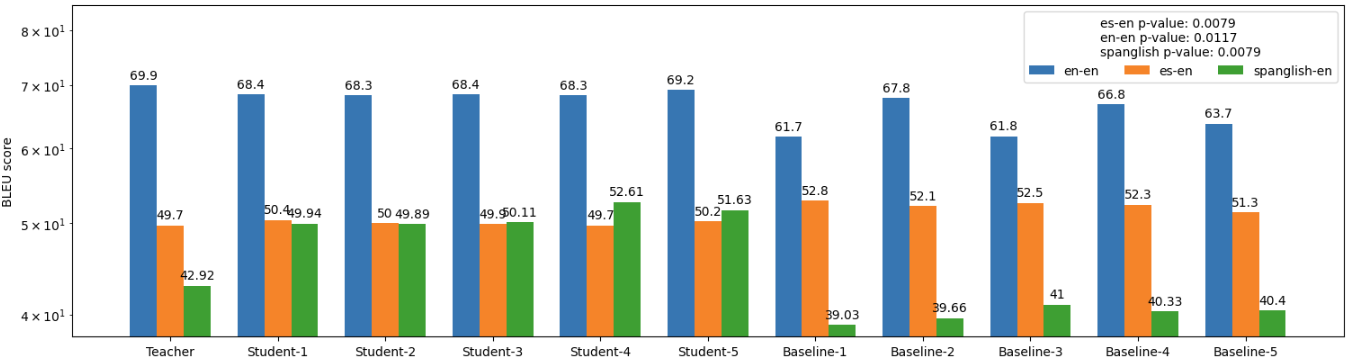 BLEU score
8 × 10¹
7 × 10¹
6 × 10¹
5 × 10¹
4 × 10¹
es-en p-value: 0.0079
en-en p-value: 0.0117
spanglish p-value: 0.0079
en-en es-en spanglish-en
69.9 49.7 42.92
68.4 50.4 49.94
68.3 50 49.89
68.4 49.9 50.11
68.3 49.7 52.61
69.2 50.2 51.63
61.7 52.8 39.03
67.8 52.1 39.66
61.8 52.5 41
66.8 52.3 40.33
63.7 51.3 40.4
Teacher Student-1 Student-2 Student-3 Student-4 Student-5 Baseline-1 Baseline-2 Baseline-3 Baseline-4 Baseline-5